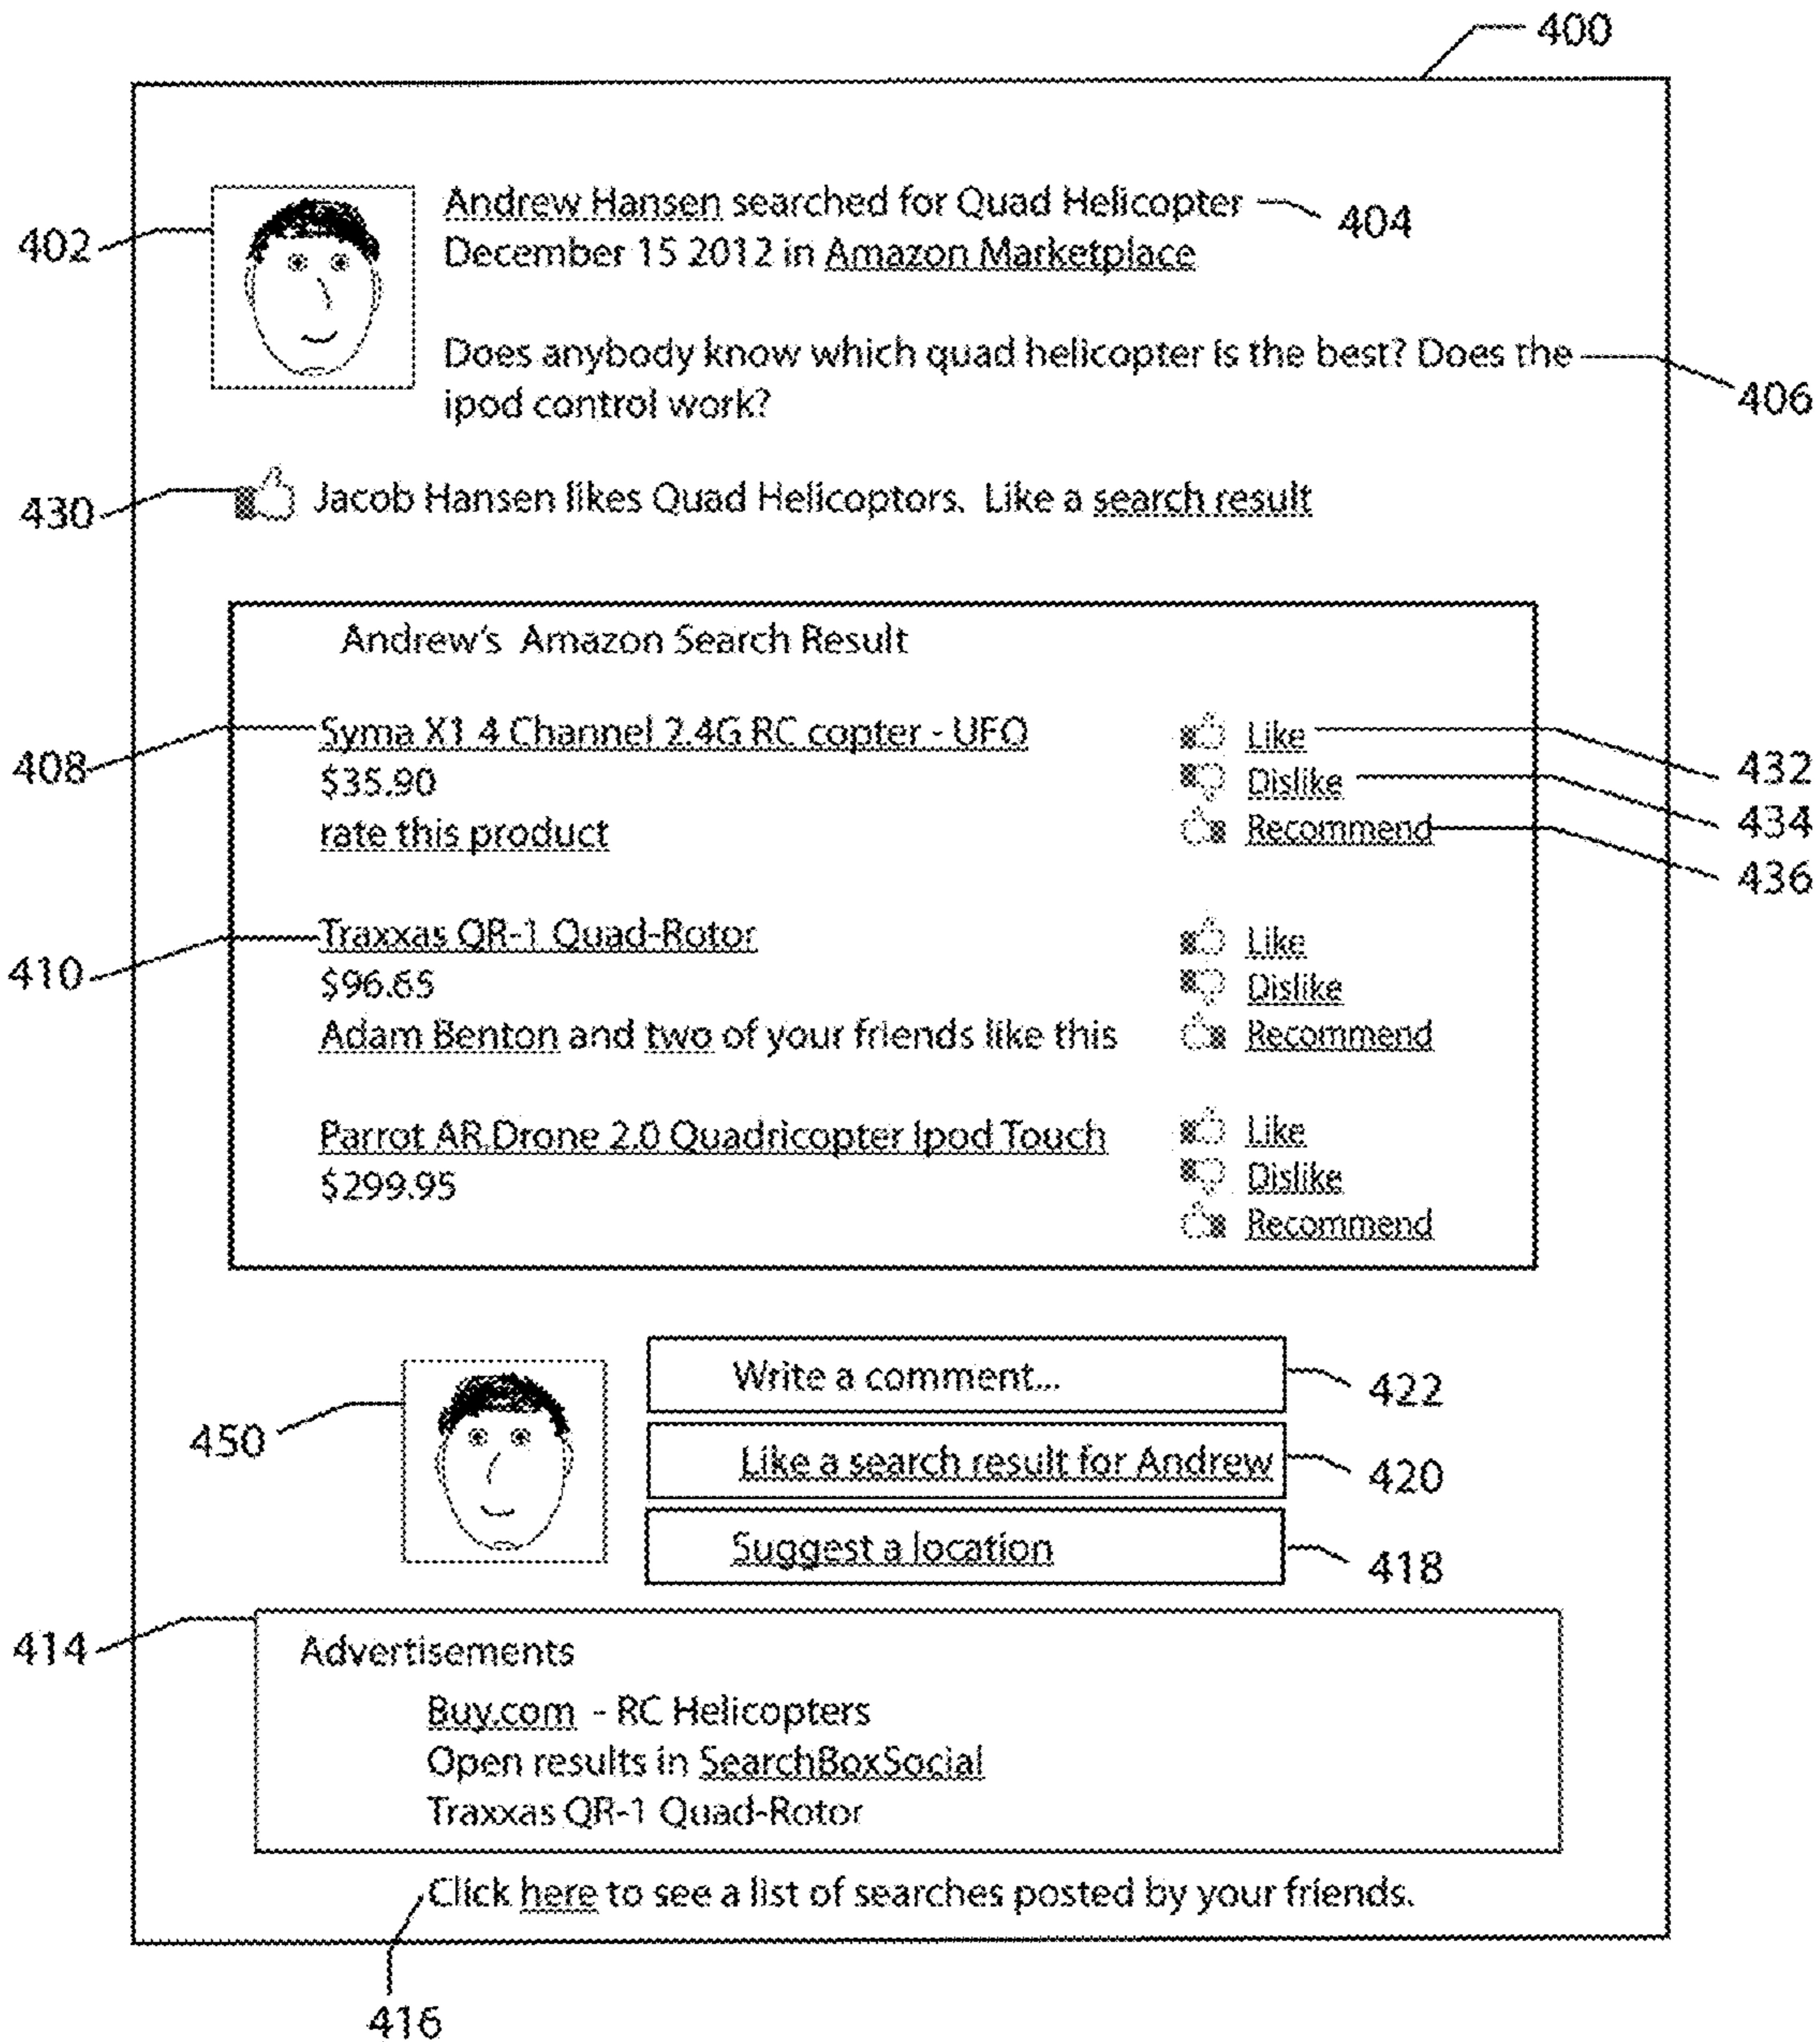 400
402
Andrew Hansen searched for Quad Helicopter
404
December 15 2012 in Amazon Marketplace
Does anybody know which quad helicopter is the best? Does the
406
ipod control work?
430
Jacob Hansen likes Quad Helicoptors. Like a search result
Andrew's Amazon Search Result
408
Syma X1 4 Channel 2.4G RC copter - UFO
Like
432
$35.90
Dislike
434
rate this product
Recommend
436
410
Traxxas QR-1 Quad-Rotor
Like
$96.65
Dislike
Adam Benton and two of your friends like this
Recommend
Parrot AR.Drone 2.0 Quadricopter Ipod Touch
Like
$299.95
Dislike
Recommend
450
Write a comment...
422
Like a search result for Andrew
420
Suggest a location
418
414
Advertisements
Buy.com - RC Helicopters
Open results in SearchBoxSocial
Traxxas QR-1 Quad-Rotor
Click here to see a list of searches posted by your friends.
416